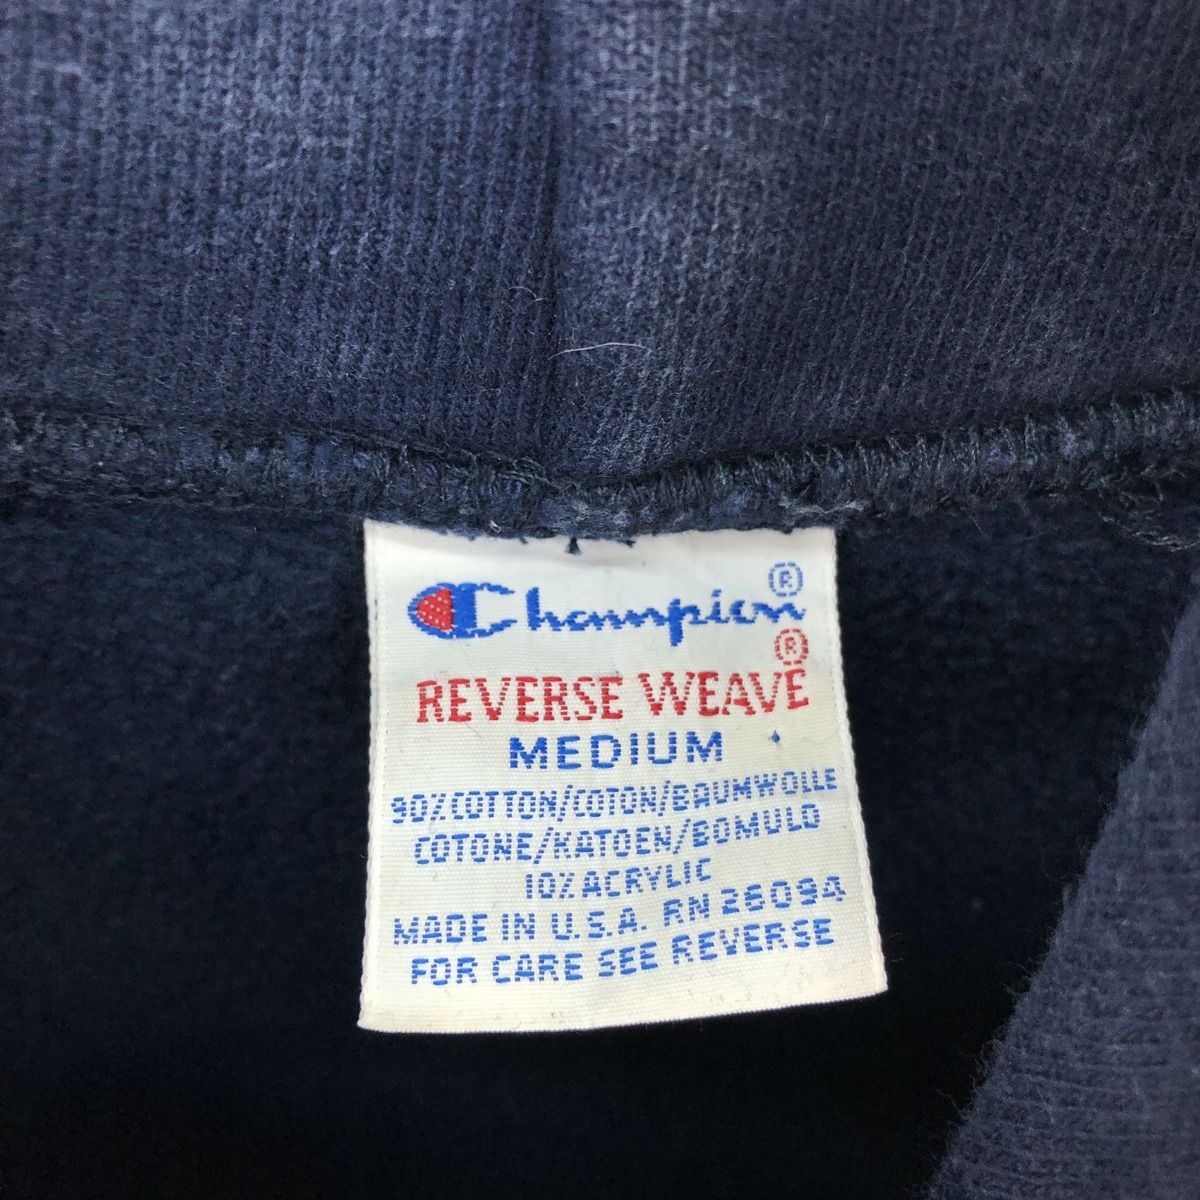 Champion®
REVERSE WEAVE®
MEDIUM
90% COTTON/COTON/BAUMWOLLE
COTONE/KATOEN/BOMULD
10% ACRYLIC
MADE IN U.S.A. RN 26094
FOR CARE SEE REVERSE